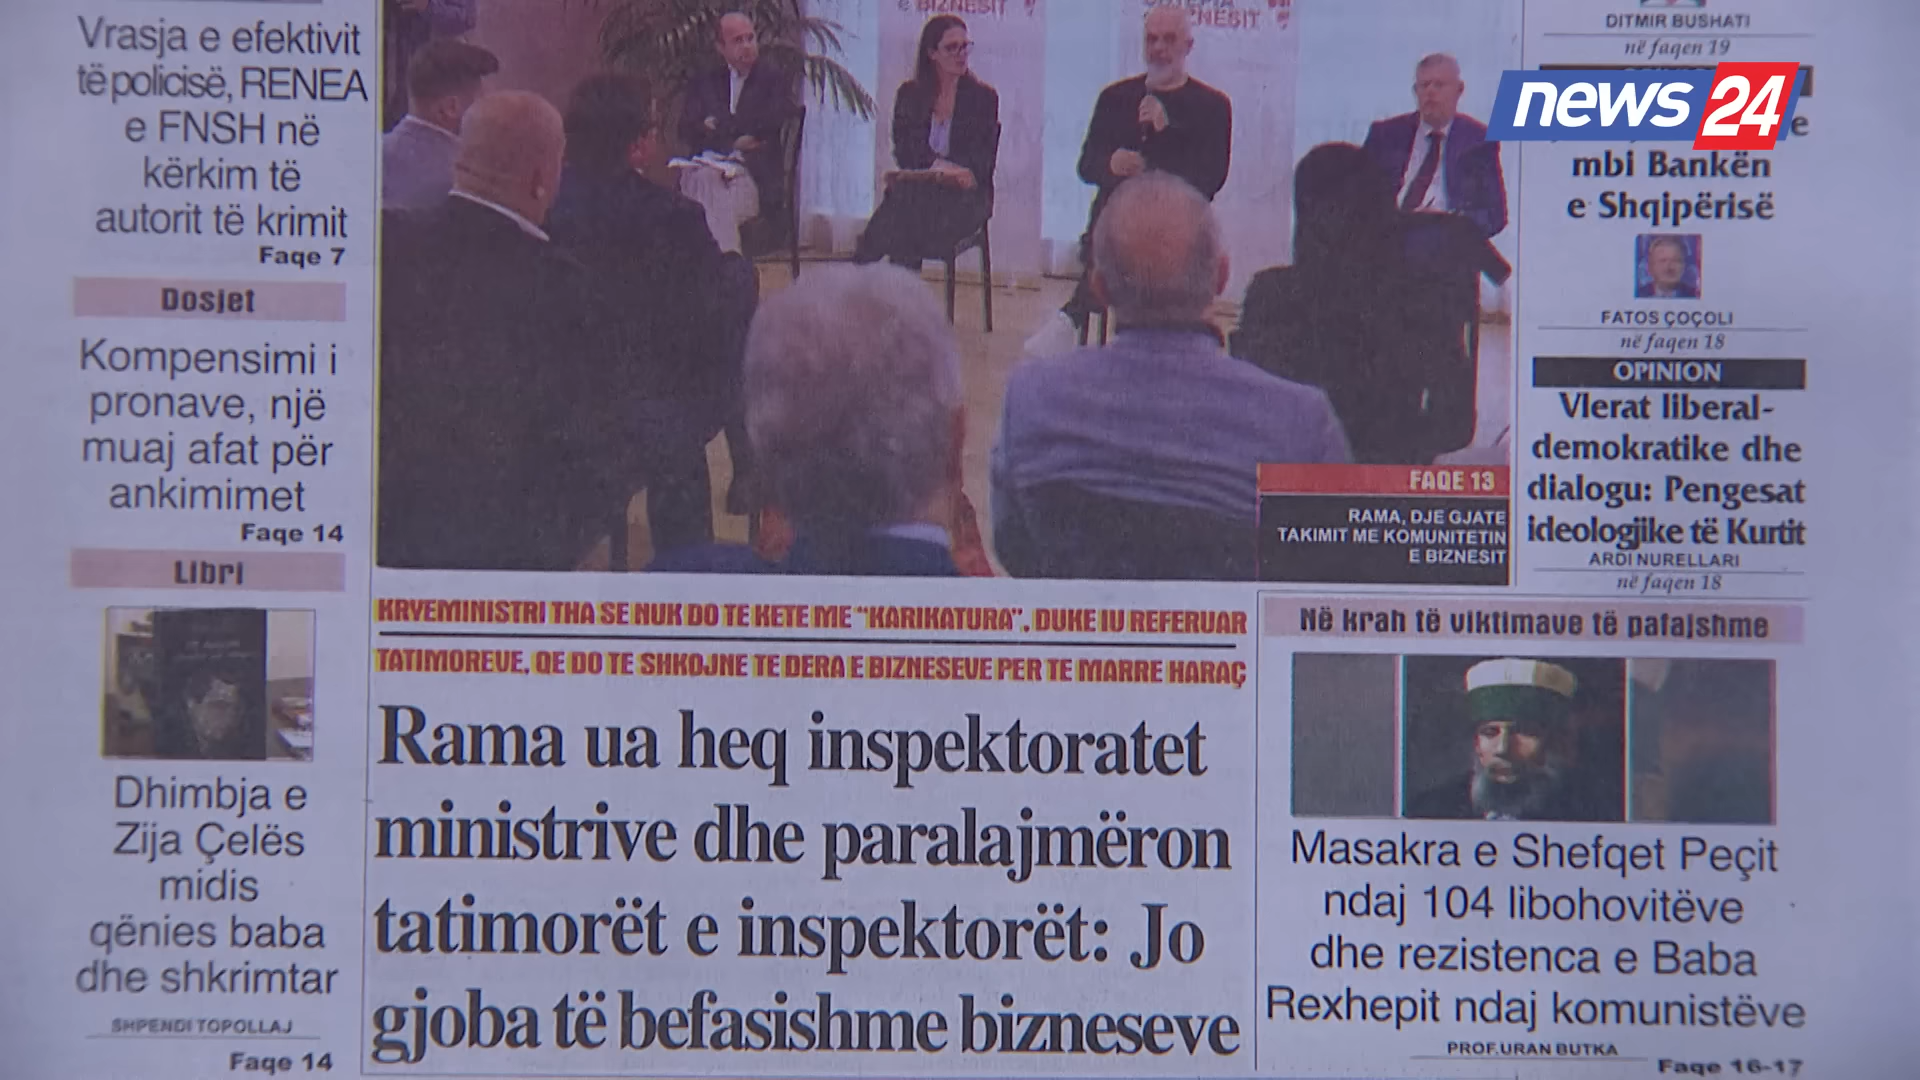 Vrasja e efektivit
të policisë, RENEA
e FNSH në
kërkim të
autorit të krimit
Faqe 7
Dosjet
Kompensimi i
pronave, një
muaj afat për
ankimimet
Faqe 14
Libri
Dhimbja e
Zija Çelës
midis
qënies baba
dhe shkrimtar
SHPENDI TOPOLLAJ
Faqe 14
e BIZNESIT
BIZNESIT
FAQE 13
RAMA, DJE GJATE
TAKIMIT ME KOMUNITETIN
E BIZNESIT
KRYEMINISTRI THA SE NUK DO TE KETE ME “KARIKATURA”, DUKE IU REFERUAR
TATIMOREVE, QE DO TE SHKOJNE TE DERA E BIZNESEVE PER TE MARRE HARAÇ
Rama ua heq inspektoratet
ministrive dhe paralajmëron
tatimorët e inspektorët: Jo
gjoba të befasishme bizneseve
DITMIR BUSHATI
në faqen 19
news 24
e
mbi Bankën
e Shqipërisë
FATOS ÇOÇOLI
në faqen 18
OPINION
Vlerat liberal-
demokratike dhe
dialogu: Pengesat
ideologjike të Kurtit
ARDI NURELLARI
në faqen 18
Në krah të viktimave të pafajshme
Masakra e Shefqet Peçit
ndaj 104 libohovitëve
dhe rezistenca e Baba
Rexhepit ndaj komunistëve
PROF.URAN BUTKA
Faqe 16-17